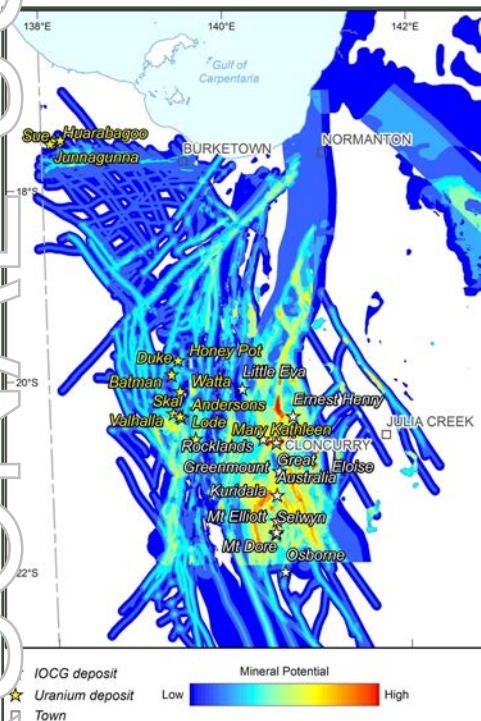 138°E
140°E
142°E
Gulf of
Carpentaria
Sue
Huarabagoo
Junnagunna
BURKETOWN
NORMANTON
18°S
Duke
Honey Pot
20°S
Little Eva
Batman
Watta
Skal
Andersons
Ernest Henry
Valhalla
Lode
Mary Kathleen
JULIA CREEK
Rocklands
CLONCURRY
Greenmount
Great
Australia
Eloise
Kuridala
Mt Elliott
Selwyn
Mt Dore
Osborne
22°S
IOCG deposit
Uranium deposit
Town
Mineral Potential
Low
High